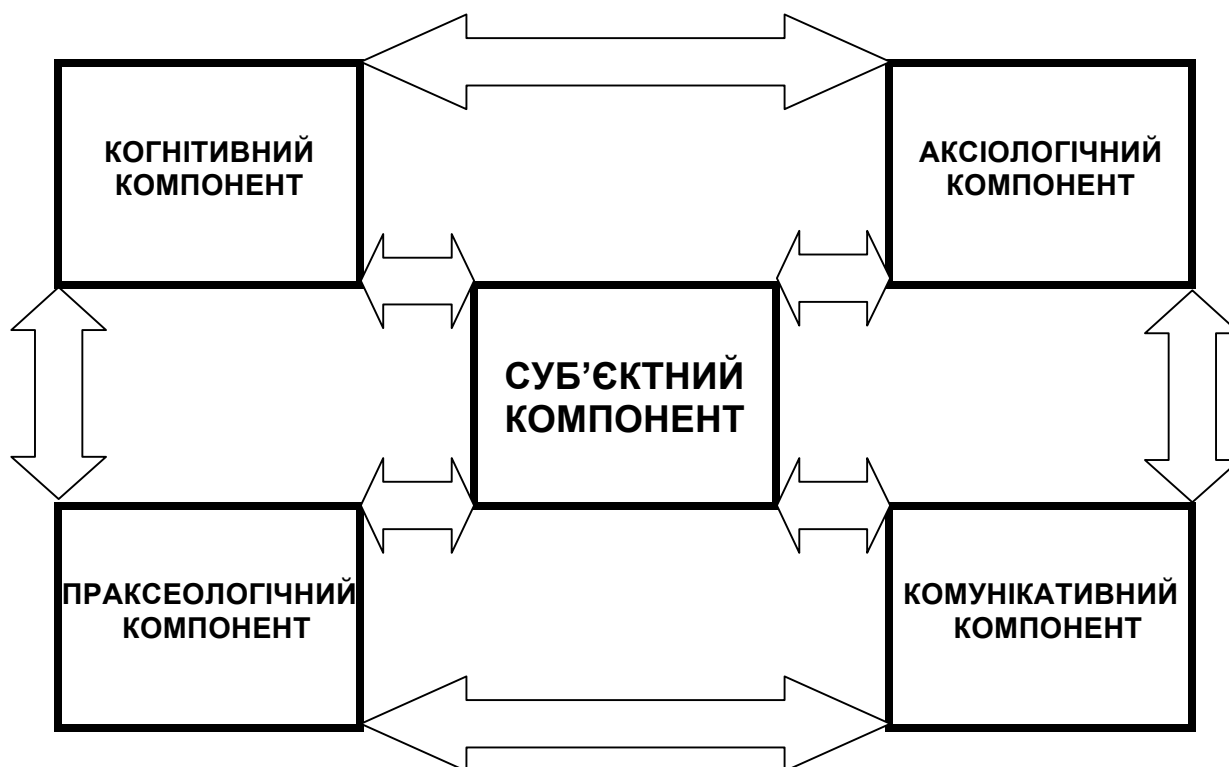 КОГНІТИВНИЙ
КОМПОНЕНТ
АКСІОЛОГІЧНИЙ
КОМПОНЕНТ
СУБ’ЄКТНИЙ
КОМПОНЕНТ
ПРАКСЕОЛОГІЧНИЙ
КОМПОНЕНТ
КОМУНІКАТИВНИЙ
КОМПОНЕНТ